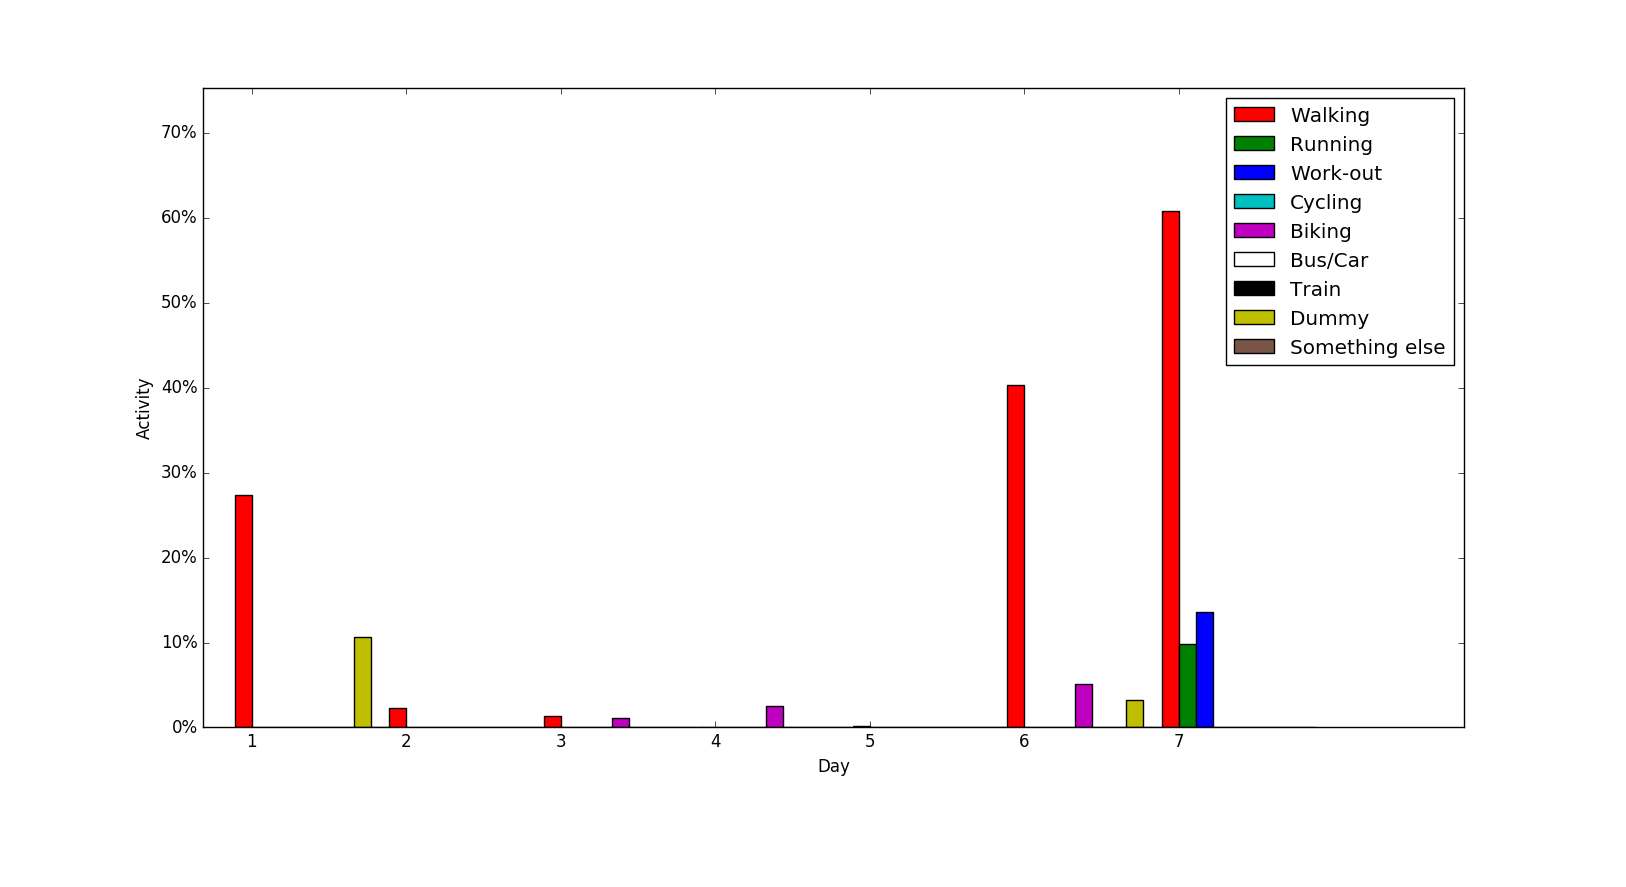 70%
60%
50%
40%
30%
20%
10%
0%
Activity
1 2 3 4 5 6 7
Day
Walking
Running
Work-out
Cycling
Biking
Bus/Car
Train
Dummy
Something else